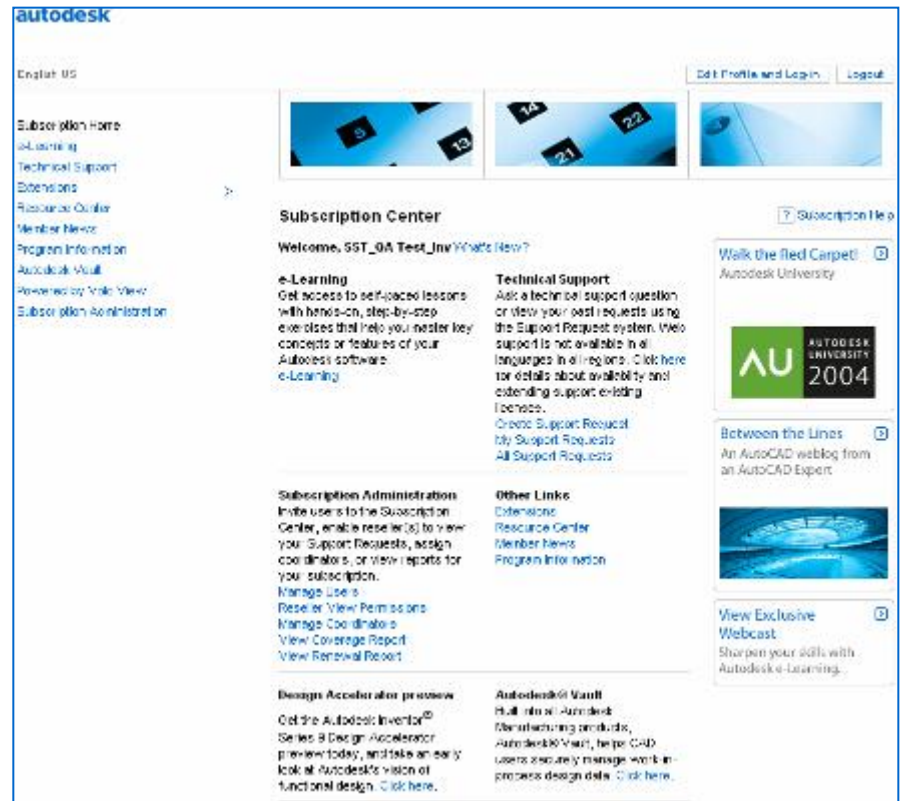 autodesk
English US
Edit Profile and Log-in
Logout
Subscription Home
e-Learning
Technical Support
Extensions
Resource Center
Member News
Program Information
Autodesk Vault
Powered by Volo View
Subscription Administration
>
5
13
14
21
22
Subscription Center
? Subscription Help
Welcome, SST_QA Test_Inv What's New?
e-Learning
Get access to self-paced lessons
with hands-on, step-by-step
exercises that help you master key
concepts or features of your
Autodesk software.
e-Learning
Technical Support
Ask a technical support question
or view your past requests using
the Support Request system. Web
support is not available in all
languages in all regions. Click here
for details about availability and
extending support existing
licenses.
Create Support Request
My Support Requests
All Support Requests
Subscription Administration
Invite users to the Subscription
Center, enable reseller(s) to view
your Support Requests, assign
coordinators, or view reports for
your subscription.
Manage Users
Reseller View Permissions
Manage Coordinators
View Coverage Report
View Renewal Report
Other Links
Extensions
Resource Center
Member News
Program Information
Design Accelerator preview
Get the Autodesk Inventor®
Series 9 Design Accelerator
preview today, and take an early
look at Autodesk's vision of
functional design. Click here.
Autodesk® Vault
Built into all Autodesk
Manufacturing products,
Autodesk® Vault, helps CAD
users securely manage work-in-
process design data. Click here.
Walk the Red Carpet!
Autodesk University
AU AUTODESK
UNIVERSITY
2004
Between the Lines
An AutoCAD weblog from
an AutoCAD Expert
View Exclusive
Webcast
Sharpen your skills with
Autodesk e-Learning.